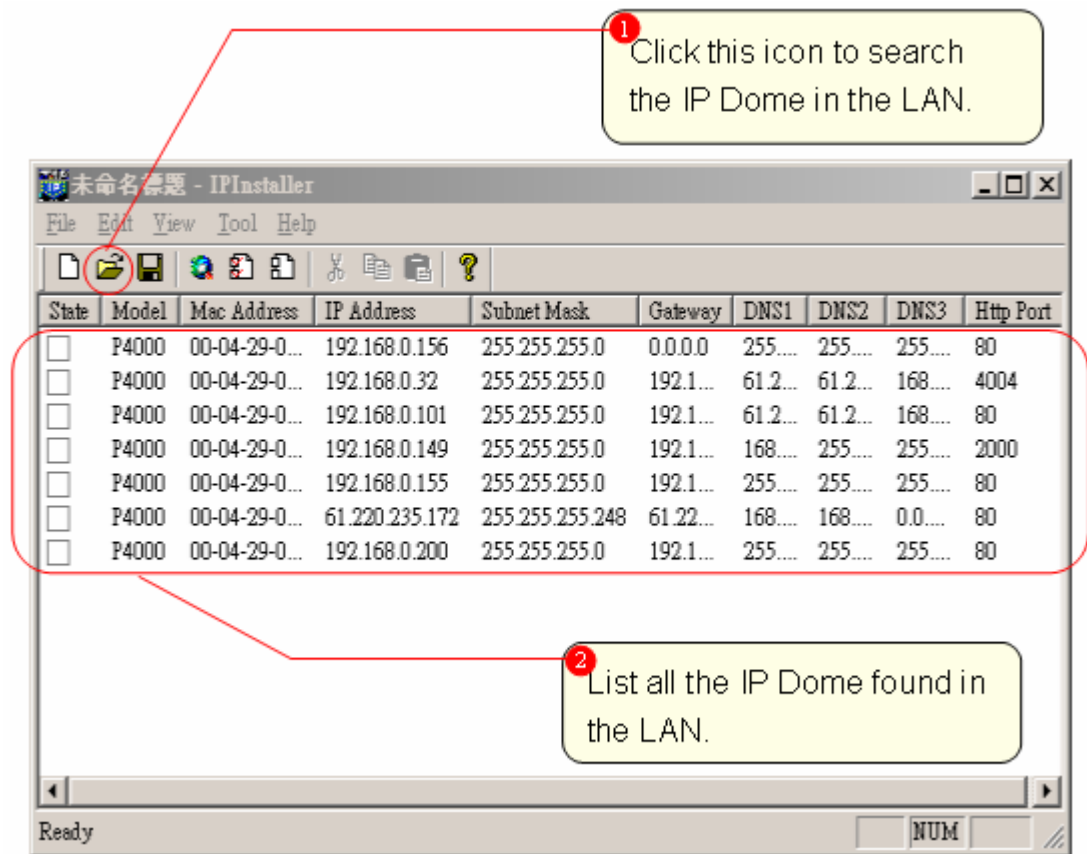 1
Click this icon to search
the IP Dome in the LAN.
未命名標題 - IPInstaller
File Edit View Tool Help
State Model Mac Address IP Address Subnet Mask Gateway DNS1 DNS2 DNS3 Http Port
P4000 00-04-29-0... 192.168.0.156 255.255.255.0 0.0.0.0 255.... 255.... 255.... 80
P4000 00-04-29-0... 192.168.0.32 255.255.255.0 192.1... 61.2... 61.2... 168.... 4004
P4000 00-04-29-0... 192.168.0.101 255.255.255.0 192.1... 61.2... 61.2... 168.... 80
P4000 00-04-29-0... 192.168.0.149 255.255.255.0 192.1... 168.... 255.... 255.... 2000
P4000 00-04-29-0... 192.168.0.155 255.255.255.0 192.1... 255.... 255.... 255.... 80
P4000 00-04-29-0... 61.220.235.172 255.255.255.248 61.22... 168.... 168.... 0.0.... 80
P4000 00-04-29-0... 192.168.0.200 255.255.255.0 192.1... 255.... 255.... 255.... 80
2
List all the IP Dome found in
the LAN.
Ready NUM